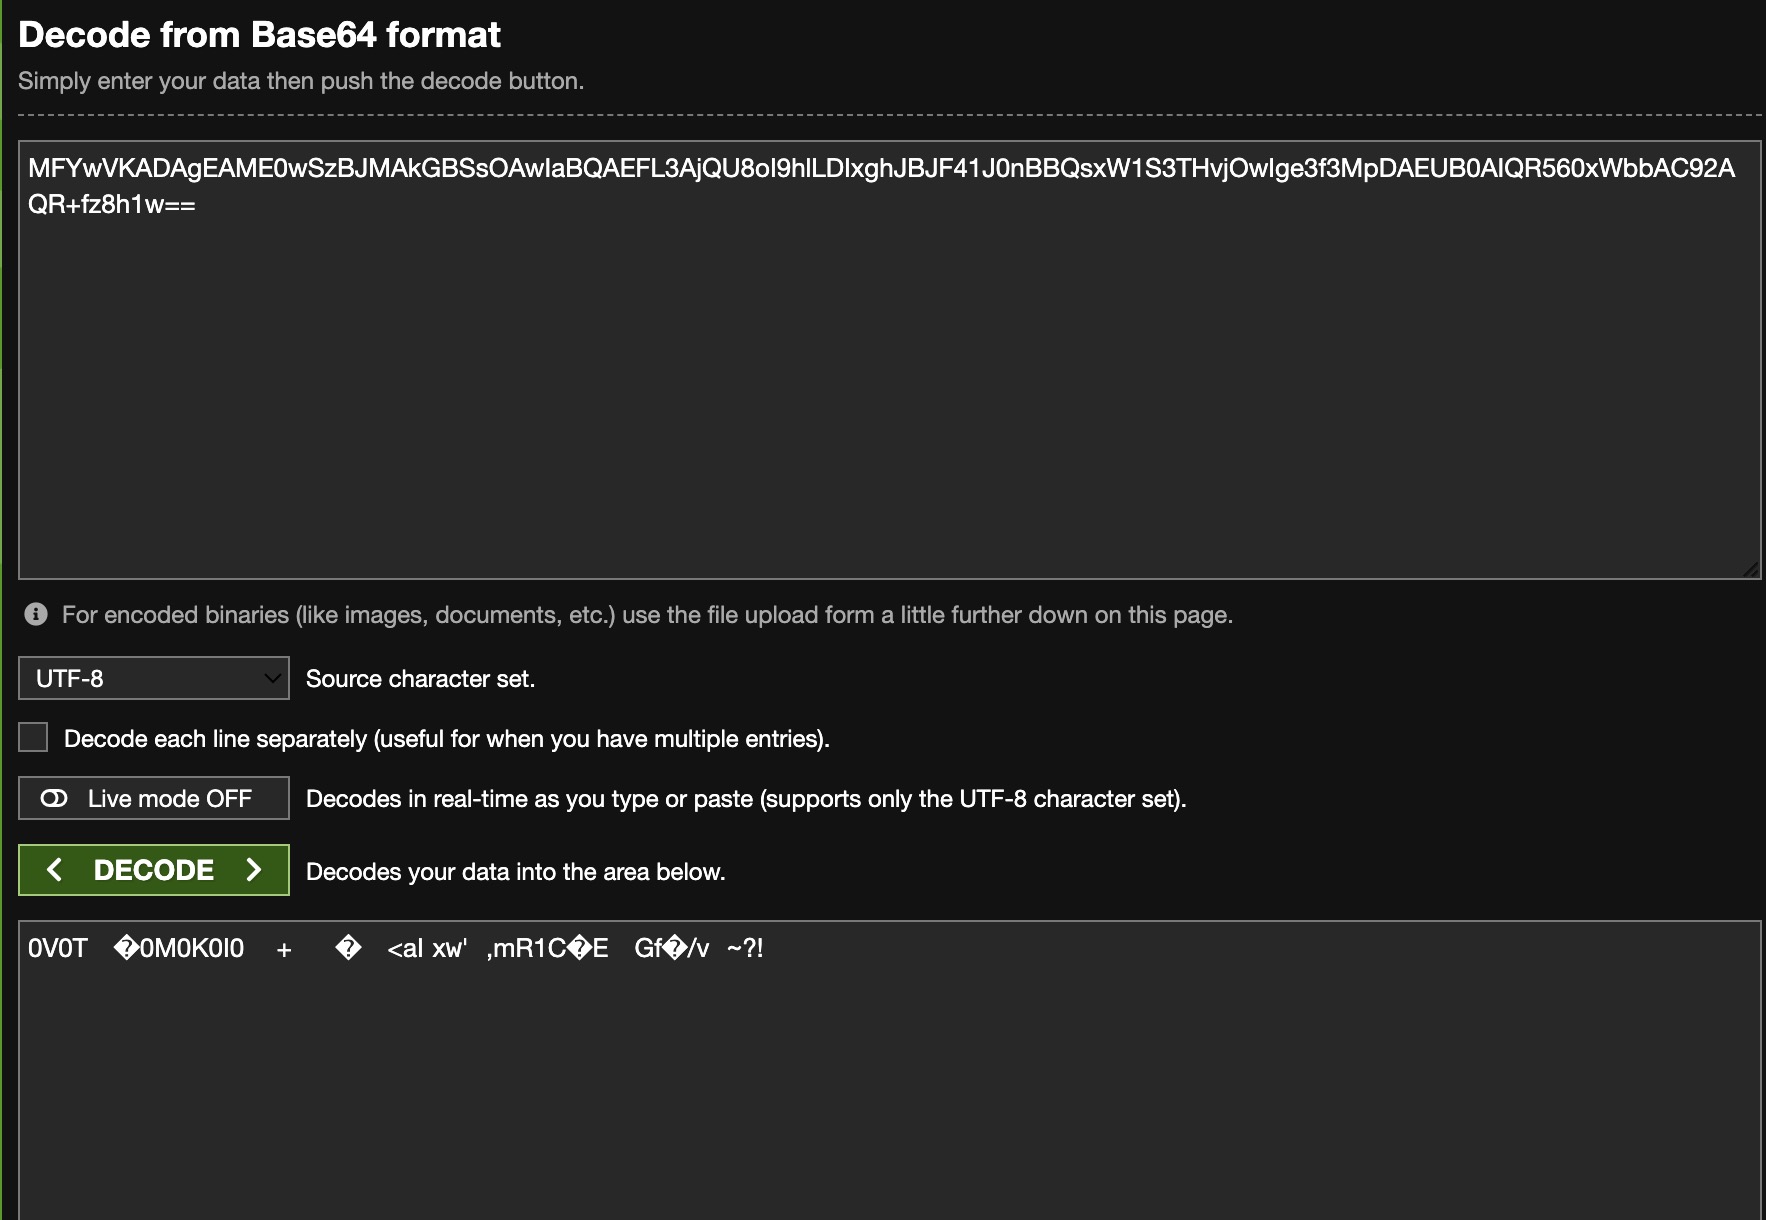 Decode from Base64 format
Simply enter your data then push the decode button.
MFYwVKADAgEAME0wSzBJMAkGBSsOAwIaBQAEFL3AjQU8oI9hlLDIxghJBJF41J0nBBQsxW1S3THvjOwIge3f3MpDAEUB0AIQR560xWbbAC92A
QR+fz8h1w==
For encoded binaries (like images, documents, etc.) use the file upload form a little further down on this page.
UTF-8 Source character set.
Decode each line separately (useful for when you have multiple entries).
Live mode OFF Decodes in real-time as you type or paste (supports only the UTF-8 character set).
< DECODE > Decodes your data into the area below.
0V0T �0M0K0I0 + � <al xw' ,mR1C�E Gf�/v ~?!